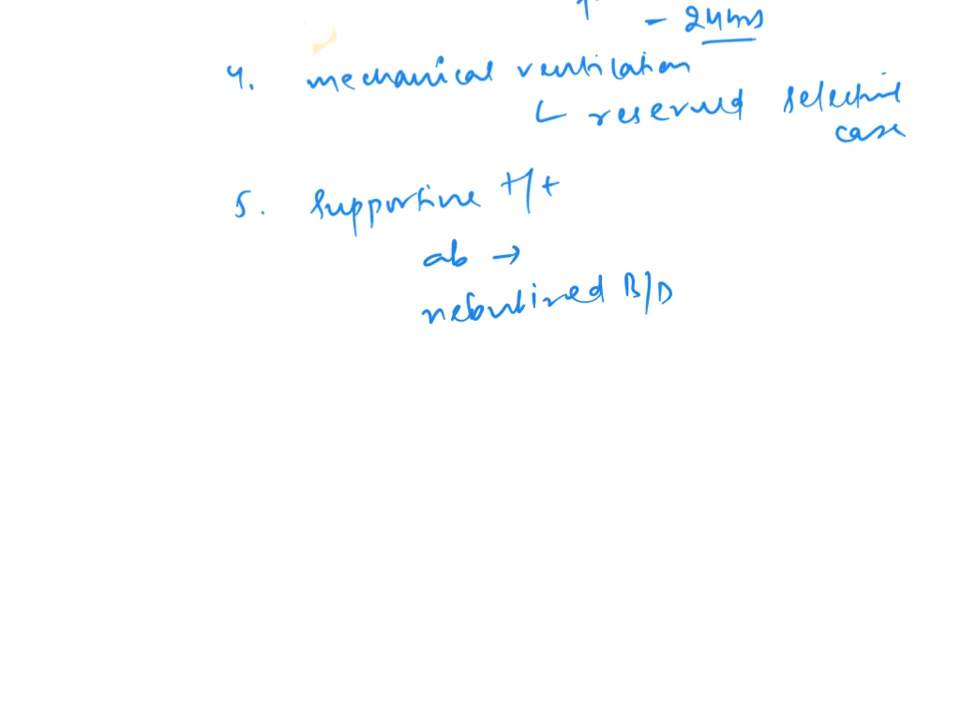 - 24hrs
4. mechanical ventilation
↳ reserved selective
case
5. Supportive t/t
ab →
nebulized B/D